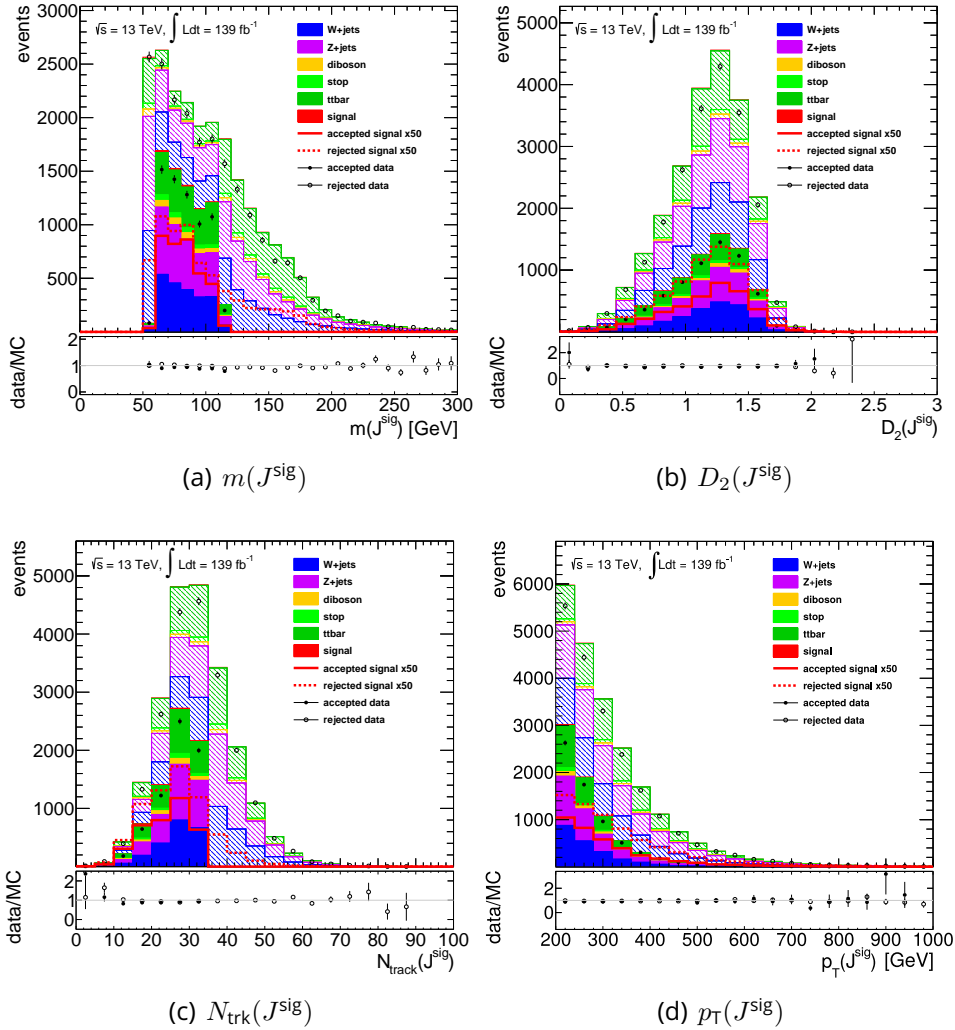 √s = 13 TeV, ∫ Ldt = 139 fb⁻¹
W+jets
Z+jets
diboson
stop
ttbar
signal
accepted signal x50
rejected signal x50
accepted data
rejected data
events
3000
2500
2000
1500
1000
500
data/MC
2
1
0
0 50 100 150 200 250 300
m(J^sig) [GeV]
(a) m(J^sig)
√s = 13 TeV, ∫ Ldt = 139 fb⁻¹
W+jets
Z+jets
diboson
stop
ttbar
signal
accepted signal x50
rejected signal x50
accepted data
rejected data
events
5000
4000
3000
2000
1000
data/MC
2
1
0
0 0.5 1 1.5 2 2.5 3
D₂(J^sig)
(b) D₂(J^sig)
√s = 13 TeV, ∫ Ldt = 139 fb⁻¹
W+jets
Z+jets
diboson
stop
ttbar
signal
accepted signal x50
rejected signal x50
accepted data
rejected data
events
5000
4000
3000
2000
1000
data/MC
2
1
0
0 20 40 60 80 100
N_track(J^sig)
(c) N_trk(J^sig)
√s = 13 TeV, ∫ Ldt = 139 fb⁻¹
W+jets
Z+jets
diboson
stop
ttbar
signal
accepted signal x50
rejected signal x50
accepted data
rejected data
events
6000
5000
4000
3000
2000
1000
data/MC
2
1
0
200 300 400 500 600 700 800 900 1000
p_T(J^sig) [GeV]
(d) p_T(J^sig)